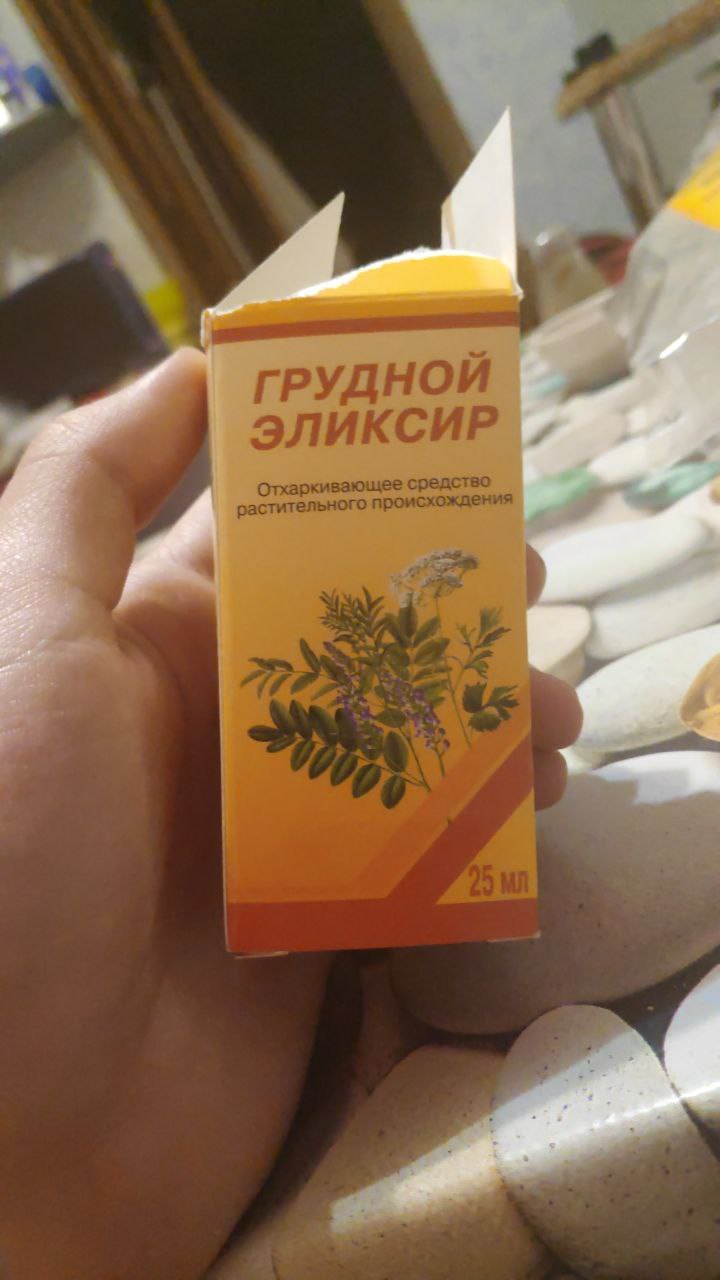 ГРУДНОЙ
ЭЛИКСИР
Отхаркивающее средство
растительного происхождения
25 мл